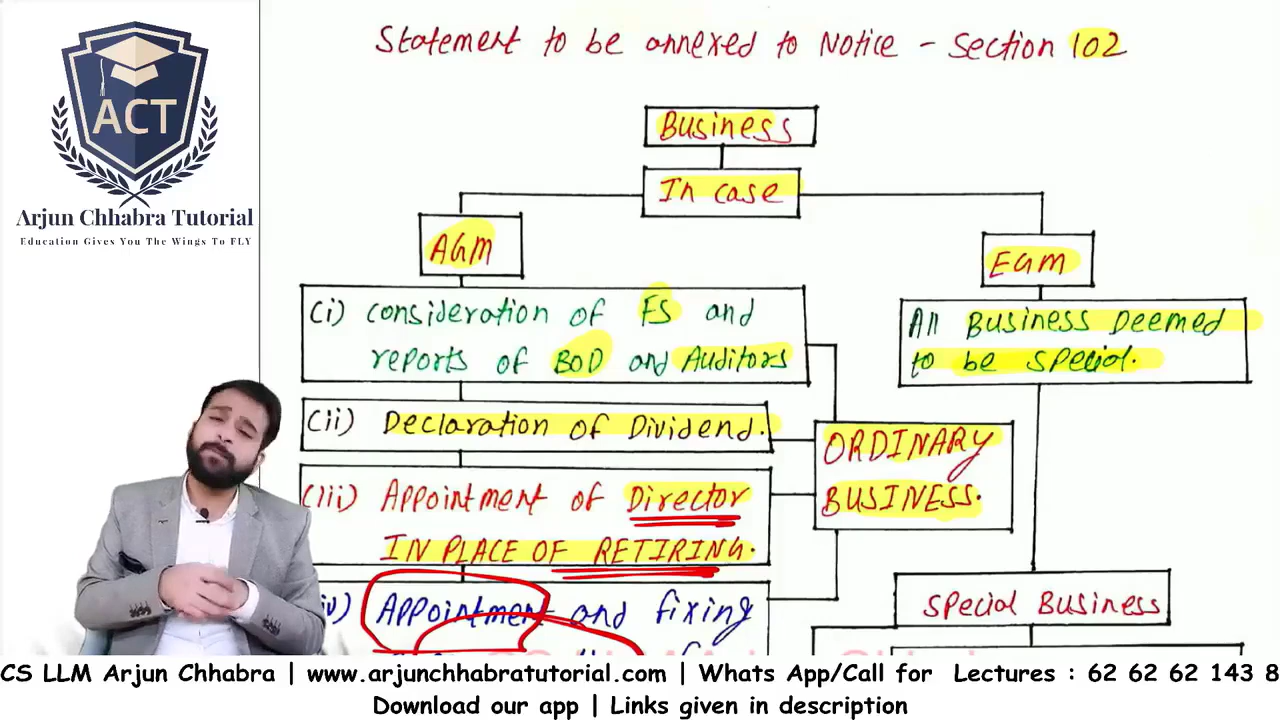 Statement to be annexed to Notice - Section 102
ACT
Arjun Chhabra Tutorial
Education Gives You The Wings To FLY
Business
In case
AGM
EGM
(i) consideration of FS and
reports of BOD and Auditors
All Business Deemed
to be special.
(ii) Declaration of Dividend.
ORDINARY
BUSINESS.
(iii) Appointment of Director
IN PLACE OF RETIRING.
iv) Appointment and fixing
Special Business
CS LLM Arjun Chhabra | www.arjunchhabratutorial.com | Whats App/Call for Lectures : 62 62 62 143 8
Download our app | Links given in description